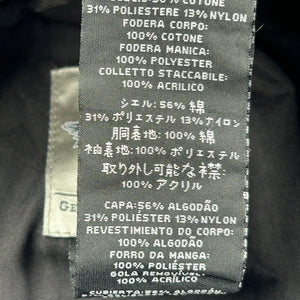 56% COTONE
31% POLIESTERE 13% NYLON
FODERA CORPO:
100% COTONE
FODERA MANICA:
100% POLYESTER
COLLETTO STACCABILE:
100% ACRILICO
シエル: 56% 綿
31% ポリエステル 13% ナイロン
胴裏地: 100% 綿
袖裏地: 100% ポリエステル
取り外し可能な襟:
100% アクリル
CAPA: 56% ALGODÃO
31% POLIÉSTER 13% NYLON
REVESTIMENTO DO CORPO:
100% ALGODÃO
FORRO DA MANGA:
100% POLIÉSTER
GOLA REMOVÍVEL:
100% ACRÍLICO